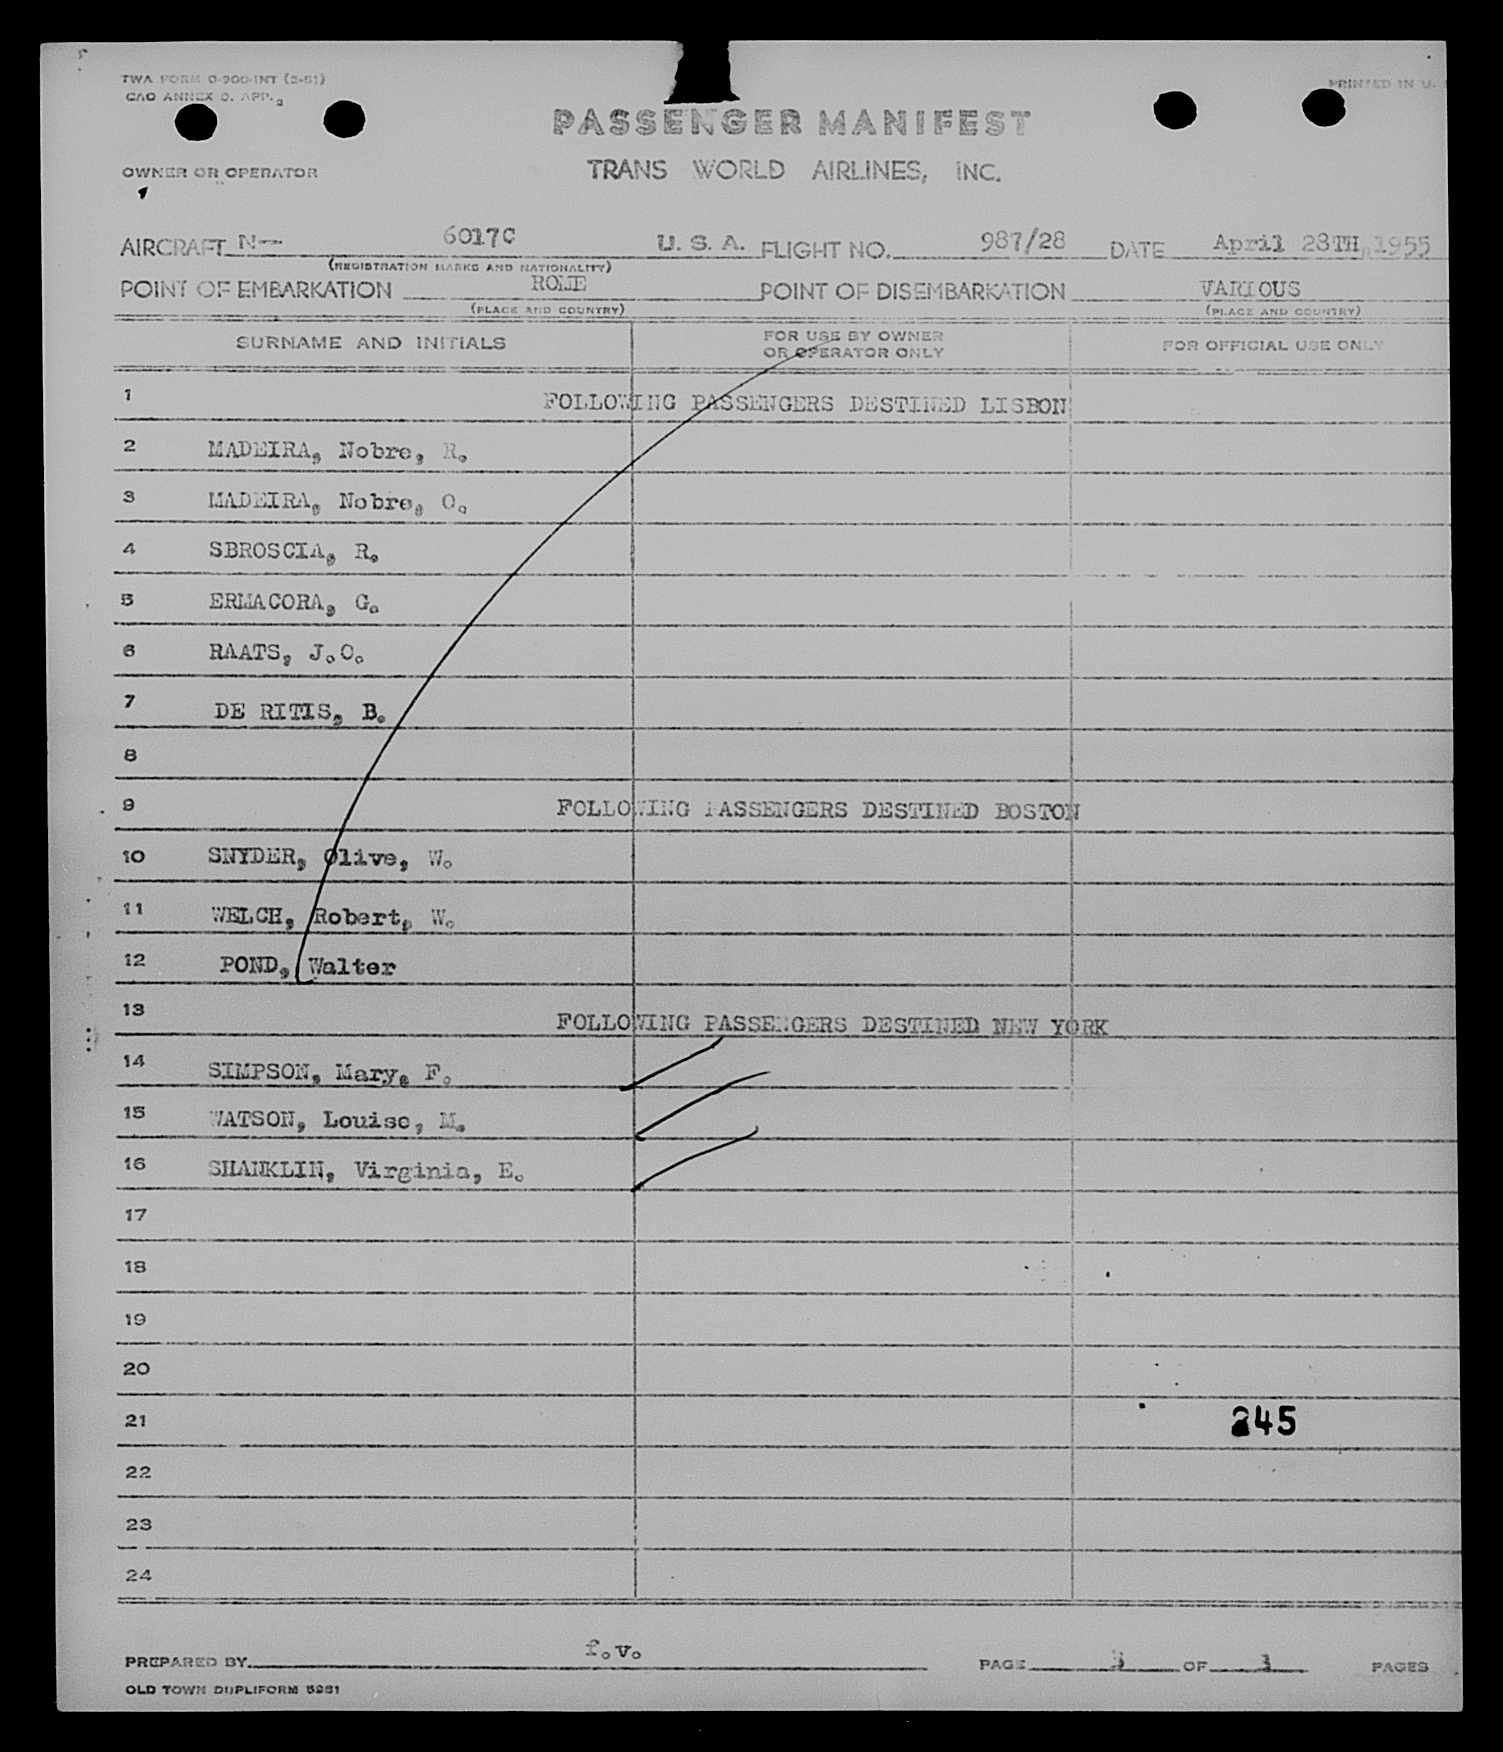 TWA FORM O-200-INT (2-51)
CAO ANNEX 9. APP. 2
PRINTED IN U.
PASSENGER MANIFEST
OWNER OR OPERATOR
TRANS WORLD AIRLINES, INC.
AIRCRAFT N— 6017C U. S. A. FLIGHT NO. 987/28 DATE April 28TH, 1955
(REGISTRATION MARKS AND NATIONALITY)
POINT OF EMBARKATION ROME POINT OF DISEMBARKATION VARIOUS
(PLACE AND COUNTRY) (PLACE AND COUNTRY)
SURNAME AND INITIALS FOR USE BY OWNER OR OPERATOR ONLY FOR OFFICIAL USE ONLY
1 FOLLOWING PASSENGERS DESTINED LISBON
2 MADEIRA, Nobre, R.
3 MADEIRA, Nobre, O.
4 SBROSCIA, R.
5 ERMACORA, G.
6 RAATS, J.O.
7 DE RITIS, B.
8
9 FOLLOWING PASSENGERS DESTINED BOSTON
10 SNYDER, Olive, W.
11 WELCH, Robert, W.
12 POND, Walter
13 FOLLOWING PASSENGERS DESTINED NEW YORK
14 SIMPSON, Mary, F.
15 WATSON, Louise, M.
16 SHANKLIN, Virginia, E.
17
18
19
20
21 245
22
23
24
PREPARED BY f.v. PAGE 3 OF 3 PAGES
OLD TOWN DUPLIFORM